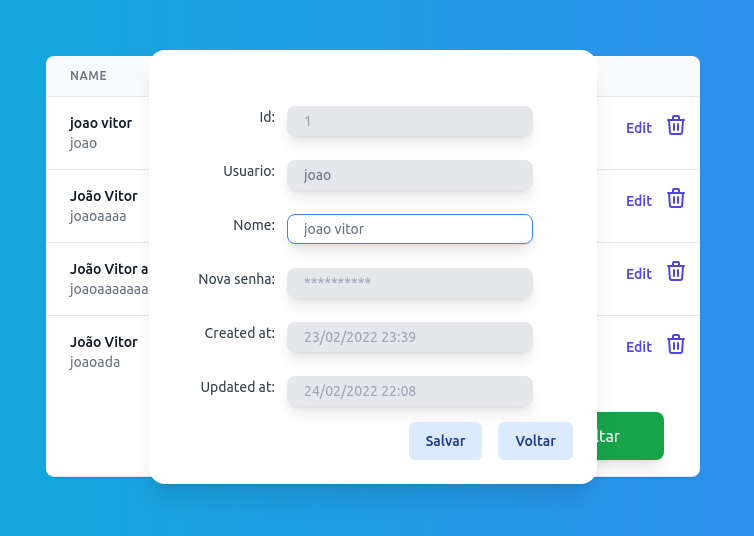 NAME
joao vitor
joao
Edit
João Vitor
joaoaaaa
Edit
João Vitor a
joaoaaaaaaa
Edit
João Vitor
joaoada
Edit
Id: 1
Usuario: joao
Nome: joao vitor
Nova senha: **********
Created at: 23/02/2022 23:39
Updated at: 24/02/2022 22:08
Salvar Voltar
ltar